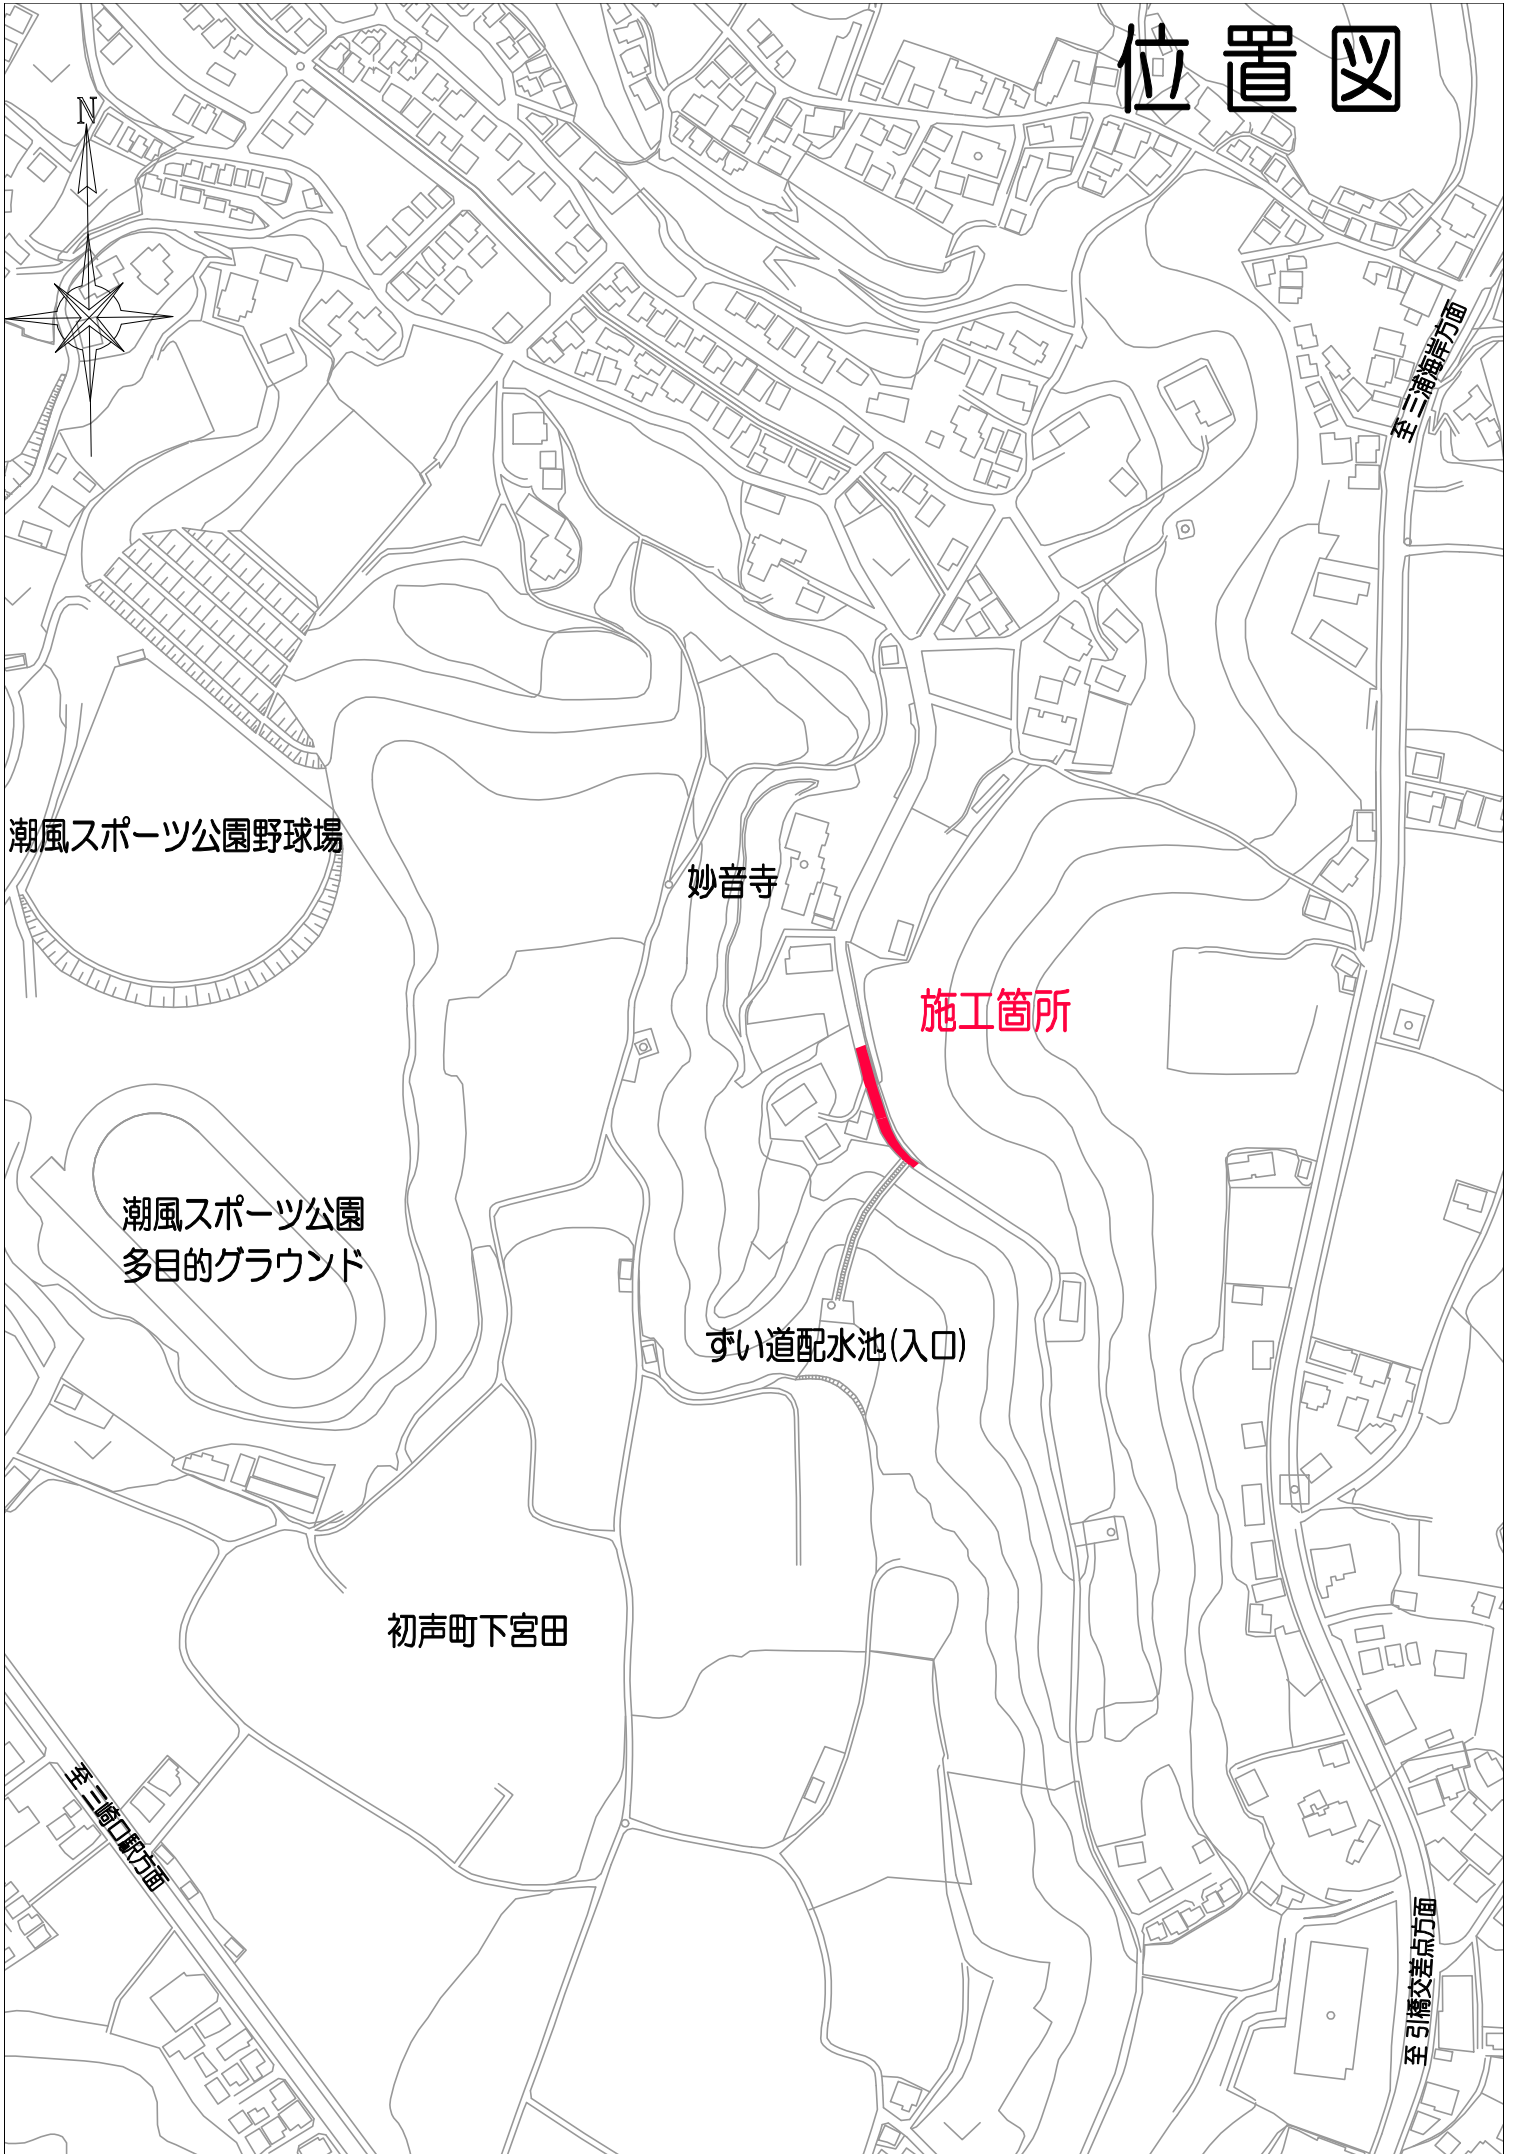 位置図
N
至 三浦海岸方面
潮風スポーツ公園野球場
妙音寺
施工箇所
潮風スポーツ公園
多目的グラウンド
ずい道配水池(入口)
初声町下宮田
至 三崎口駅方面
至 引橋交差点方面